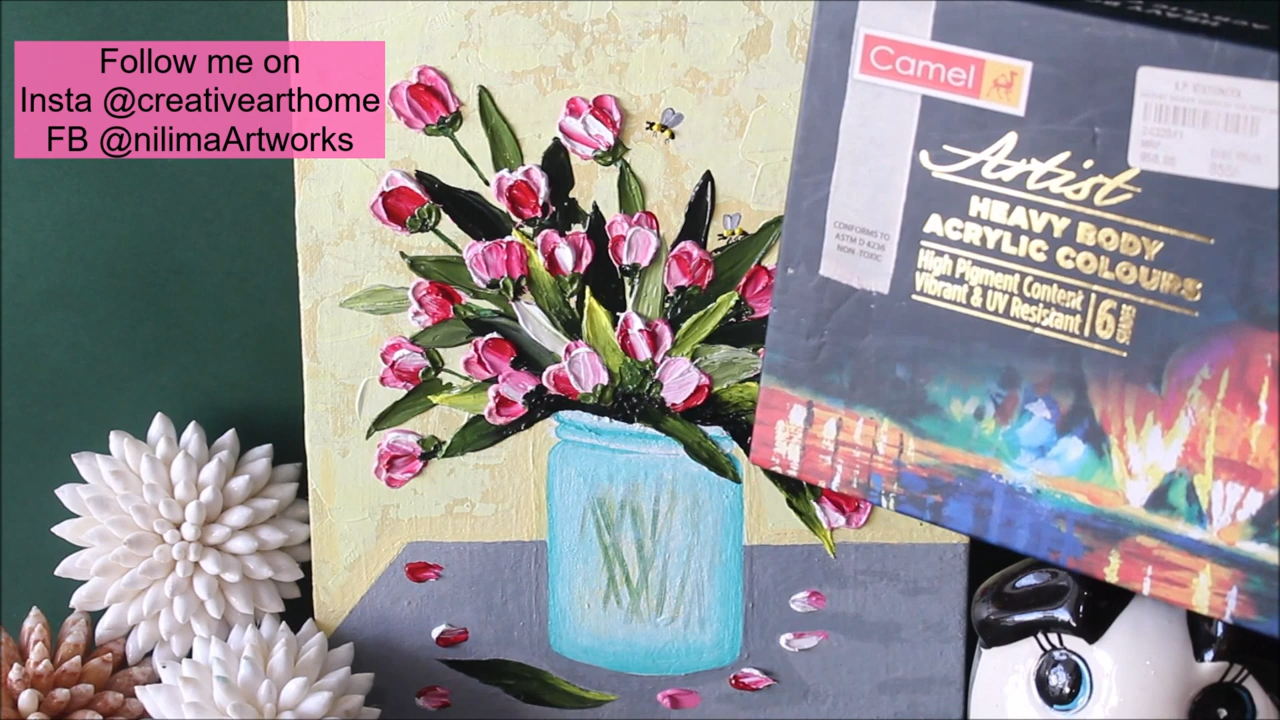 Follow me on
Insta @creativearthome
FB @nilimaArtworks
Camel
Artist
HEAVY BODY
ACRYLIC COLOURS
High Pigment Content
Vibrant & UV Resistant
6 SHADES
CONFORMS TO
ASTM D 4236
NON-TOXIC